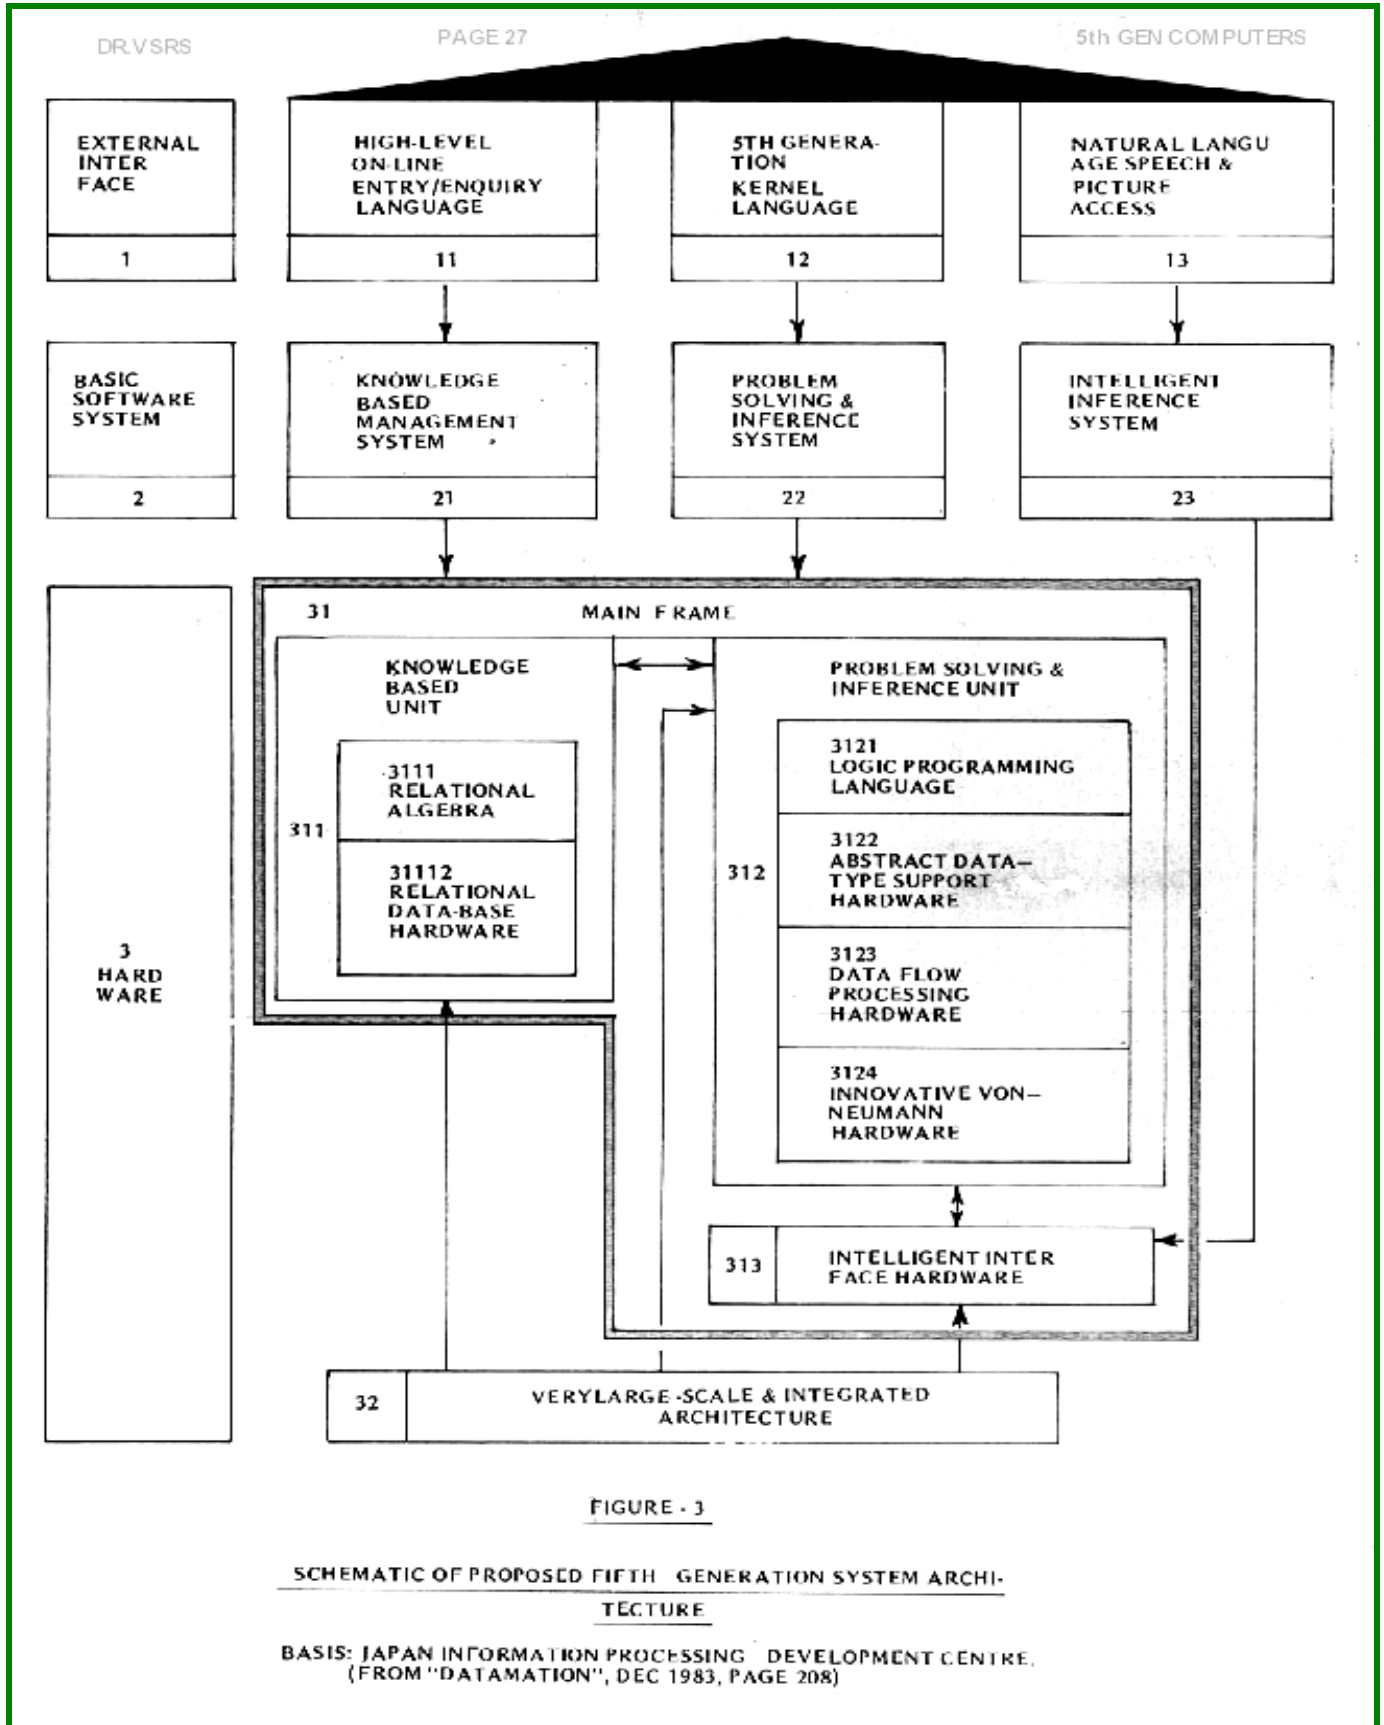 DR.VSRS
PAGE 27
5th GEN COMPUTERS
EXTERNAL
INTER
FACE
1
HIGH-LEVEL
ON-LINE
ENTRY/ENQUIRY
LANGUAGE
11
5TH GENERA-
TION
KERNEL
LANGUAGE
12
NATURAL LANGU
AGE SPEECH &
PICTURE
ACCESS
13
BASIC
SOFTWARE
SYSTEM
2
KNOWLEDGE
BASED
MANAGEMENT
SYSTEM
21
PROBLEM
SOLVING &
INFERENCE
SYSTEM
22
INTELLIGENT
INFERENCE
SYSTEM
23
3
HARD
WARE
31
MAIN FRAME
KNOWLEDGE
BASED
UNIT
311
3111
RELATIONAL
ALGEBRA
31112
RELATIONAL
DATA-BASE
HARDWARE
PROBLEM SOLVING &
INFERENCE UNIT
312
3121
LOGIC PROGRAMMING
LANGUAGE
3122
ABSTRACT DATA-
TYPE SUPPORT
HARDWARE
3123
DATA FLOW
PROCESSING
HARDWARE
3124
INNOVATIVE VON-
NEUMANN
HARDWARE
313
INTELLIGENT INTER
FACE HARDWARE
32
VERYLARGE-SCALE & INTEGRATED
ARCHITECTURE
FIGURE - 3
SCHEMATIC OF PROPOSED FIFTH GENERATION SYSTEM ARCHI-
TECTURE
BASIS: JAPAN INFORMATION PROCESSING DEVELOPMENT CENTRE.
(FROM "DATAMATION", DEC 1983, PAGE 208)